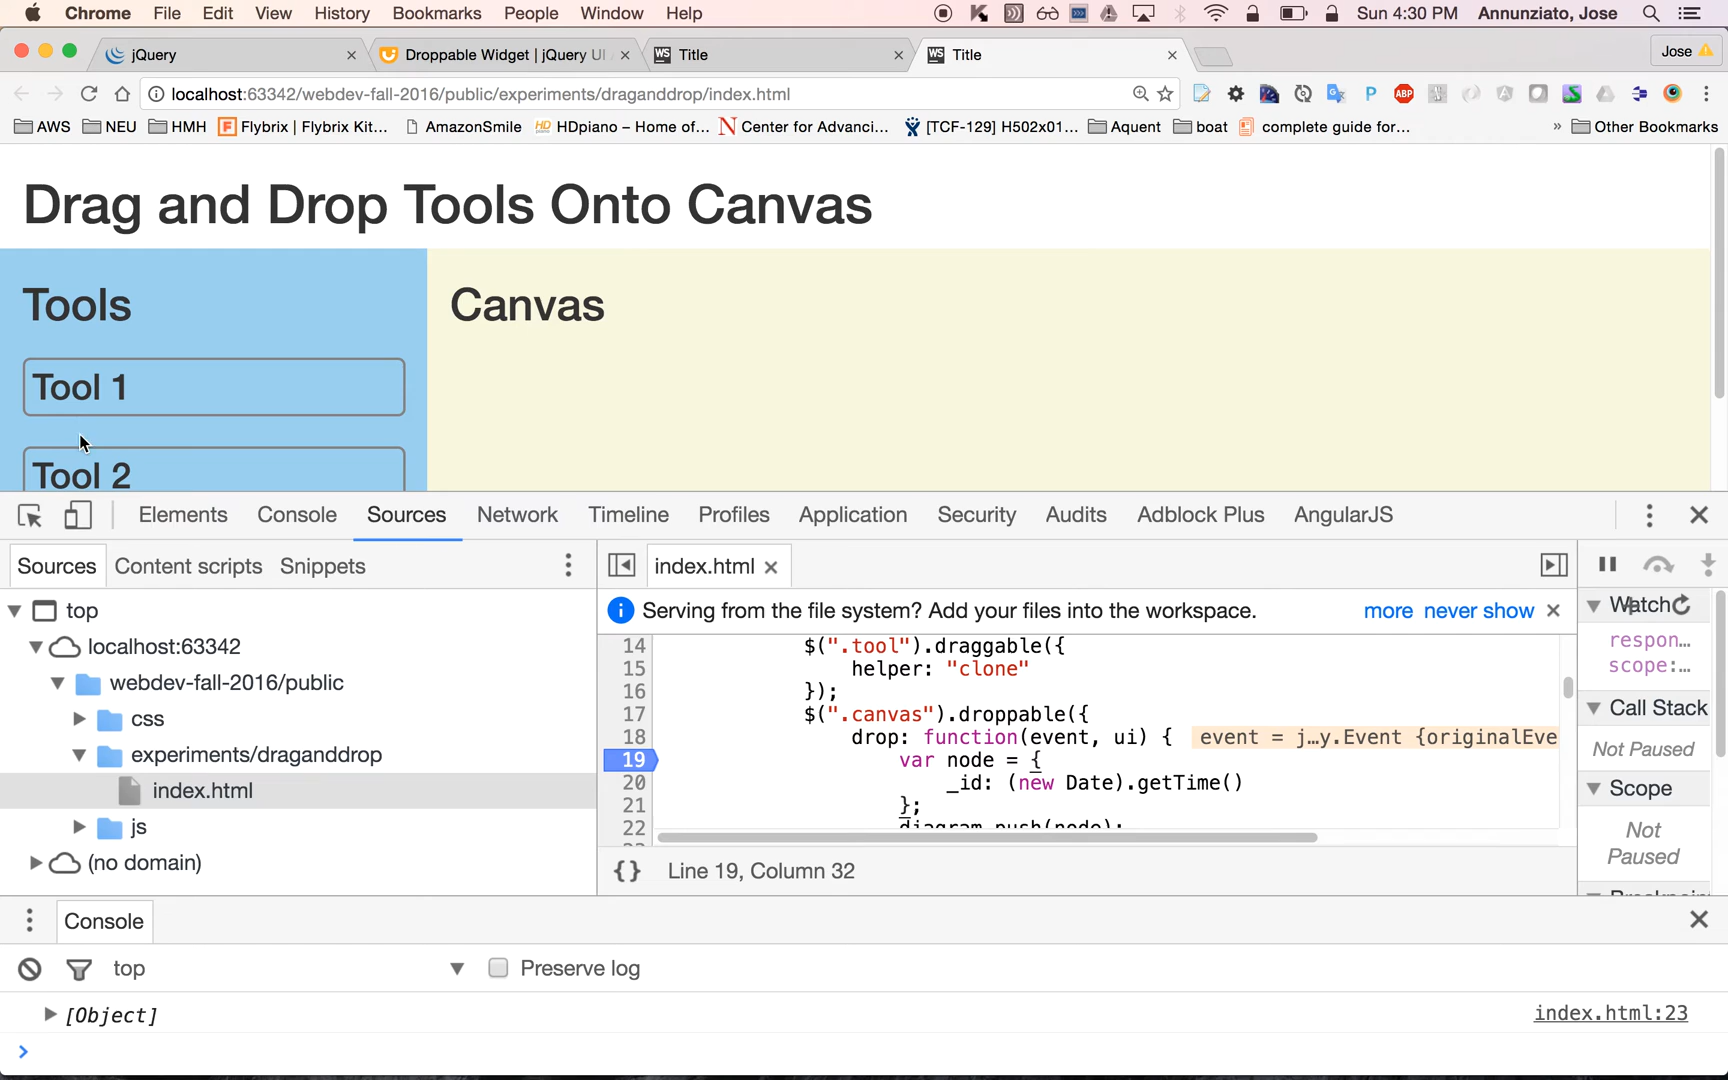 Chrome File Edit View History Bookmarks People Window Help Sun 4:30 PM Annunziato, Jose
jQuery Droppable Widget | jQuery UI Title Title Jose
localhost:63342/webdev-fall-2016/public/experiments/draganddrop/index.html
AWS NEU HMH Flybrix | Flybrix Kit... AmazonSmile HDpiano – Home of... Center for Advanci... [TCF-129] H502x01... Aquent boat complete guide for... » Other Bookmarks
Drag and Drop Tools Onto Canvas
Tools Canvas
Tool 1
Tool 2
Elements Console Sources Network Timeline Profiles Application Security Audits Adblock Plus AngularJS
Sources Content scripts Snippets index.html
top Serving from the file system? Add your files into the workspace. more never show Watch
localhost:63342
webdev-fall-2016/public
css
experiments/draganddrop
index.html
js
(no domain)
14 $(".tool").draggable({
15 helper: "clone"
16 });
17 $(".canvas").droppable({
18 drop: function(event, ui) { event = j…y.Event {originalEve
19 var node = {
20 _id: (new Date).getTime()
21 };
22 diagram.push(node);
{} Line 19, Column 32
respon…
scope:…
Call Stack
Not Paused
Scope
Not
Paused
Console
top Preserve log
[Object] index.html:23
>